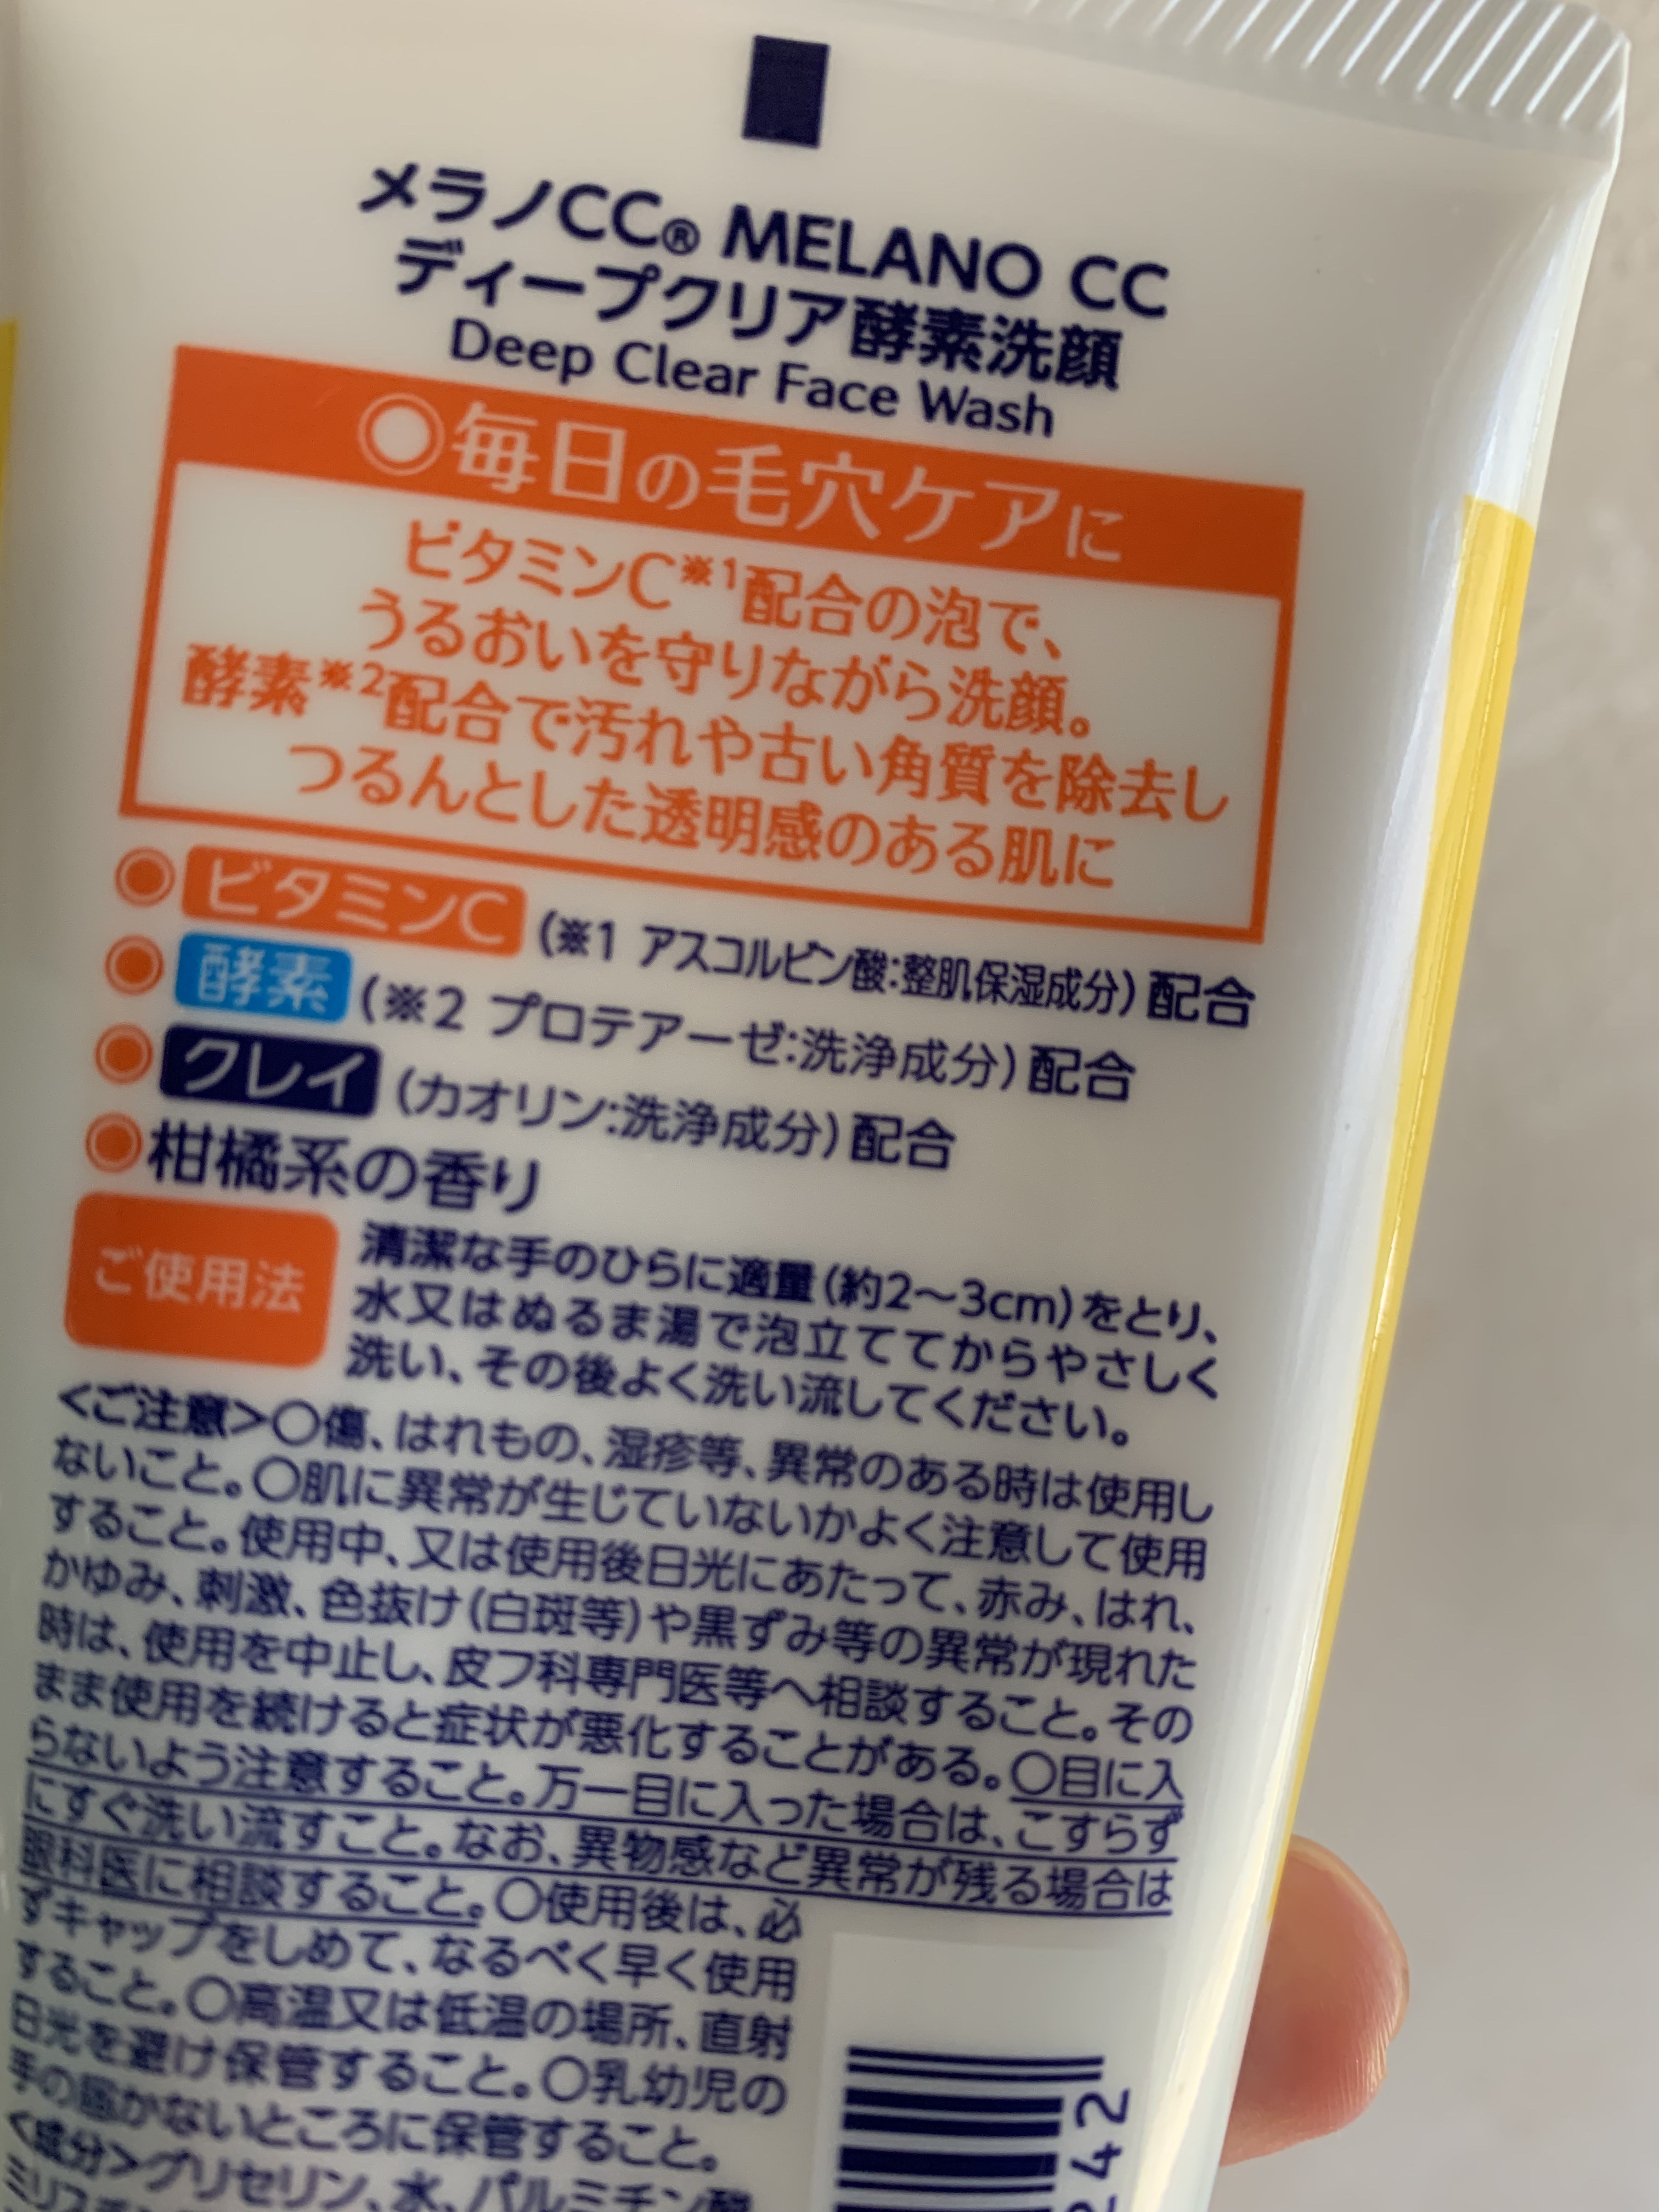 メラノCC® MELANO CC
ディープクリア酵素洗顔
Deep Clear Face Wash
◯毎日の毛穴ケアに
ビタミンC※1配合の泡で、
うるおいを守りながら洗顔。
酵素※2配合で汚れや古い角質を除去し
つるんとした透明感のある肌に
ビタミンC (※1 アスコルビン酸:整肌保湿成分) 配合
酵素 (※2 プロテアーゼ:洗浄成分) 配合
クレイ (カオリン:洗浄成分) 配合
柑橘系の香り
ご使用法
清潔な手のひらに適量(約2〜3cm)をとり、
水又はぬるま湯で泡立ててからやさしく
洗い、その後よく洗い流してください。
<ご注意>〇傷、はれもの、湿疹等、異常のある時は使用し
ないこと。〇肌に異常が生じていないかよく注意して使用
すること。使用中、又は使用後日光にあたって、赤み、はれ、
かゆみ、刺激、色抜け(白斑等)や黒ずみ等の異常が現れた
時は、使用を中止し、皮フ科専門医等へ相談すること。その
まま使用を続けると症状が悪化することがある。〇目に入
らないよう注意すること。万一目に入った場合は、こすらず
にすぐ洗い流すこと。なお、異物感など異常が残る場合は
眼科医に相談すること。〇使用後は、必
ずキャップをしめて、なるべく早く使用
すること。〇高温又は低温の場所、直射
日光を避け保管すること。〇乳幼児の
手の届かないところに保管すること。
<成分>グリセリン、水、パルミチン酸
242